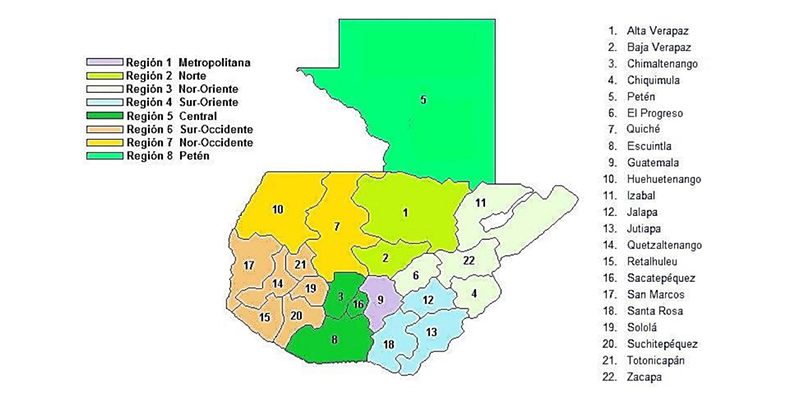 Región 1 Metropolitana
Región 2 Norte
Región 3 Nor-Oriente
Región 4 Sur-Oriente
Región 5 Central
Región 6 Sur-Occidente
Región 7 Nor-Occidente
Región 8 Petén
5
10
7
1
11
2
22
6
4
17
21
14
19
3
16
9
12
15
20
8
18
13
1. Alta Verapaz
2. Baja Verapaz
3. Chimaltenango
4. Chiquimula
5. Petén
6. El Progreso
7. Quiché
8. Escuintla
9. Guatemala
10. Huehuetenango
11. Izabal
12. Jalapa
13. Jutiapa
14. Quetzaltenango
15. Retalhuleu
16. Sacatepéquez
17. San Marcos
18. Santa Rosa
19. Sololá
20. Suchitepéquez
21. Totonicapán
22. Zacapa